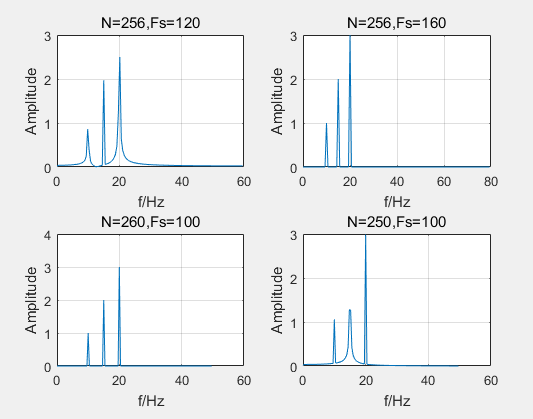 N=256,Fs=120
3
2
1
0
Amplitude
0 20 40 60
f/Hz
N=256,Fs=160
3
2
1
0
Amplitude
0 20 40 60 80
f/Hz
N=260,Fs=100
4
3
2
1
0
Amplitude
0 20 40 60
f/Hz
N=250,Fs=100
3
2
1
0
Amplitude
0 20 40 60
f/Hz